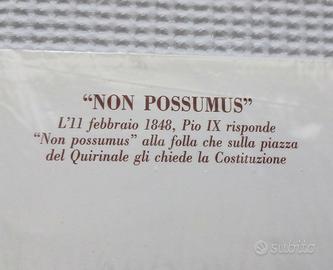 “NON POSSUMUS”
L'11 febbraio 1848, Pio IX risponde
“Non possumus” alla folla che sulla piazza
del Quirinale gli chiede la Costituzione
subito